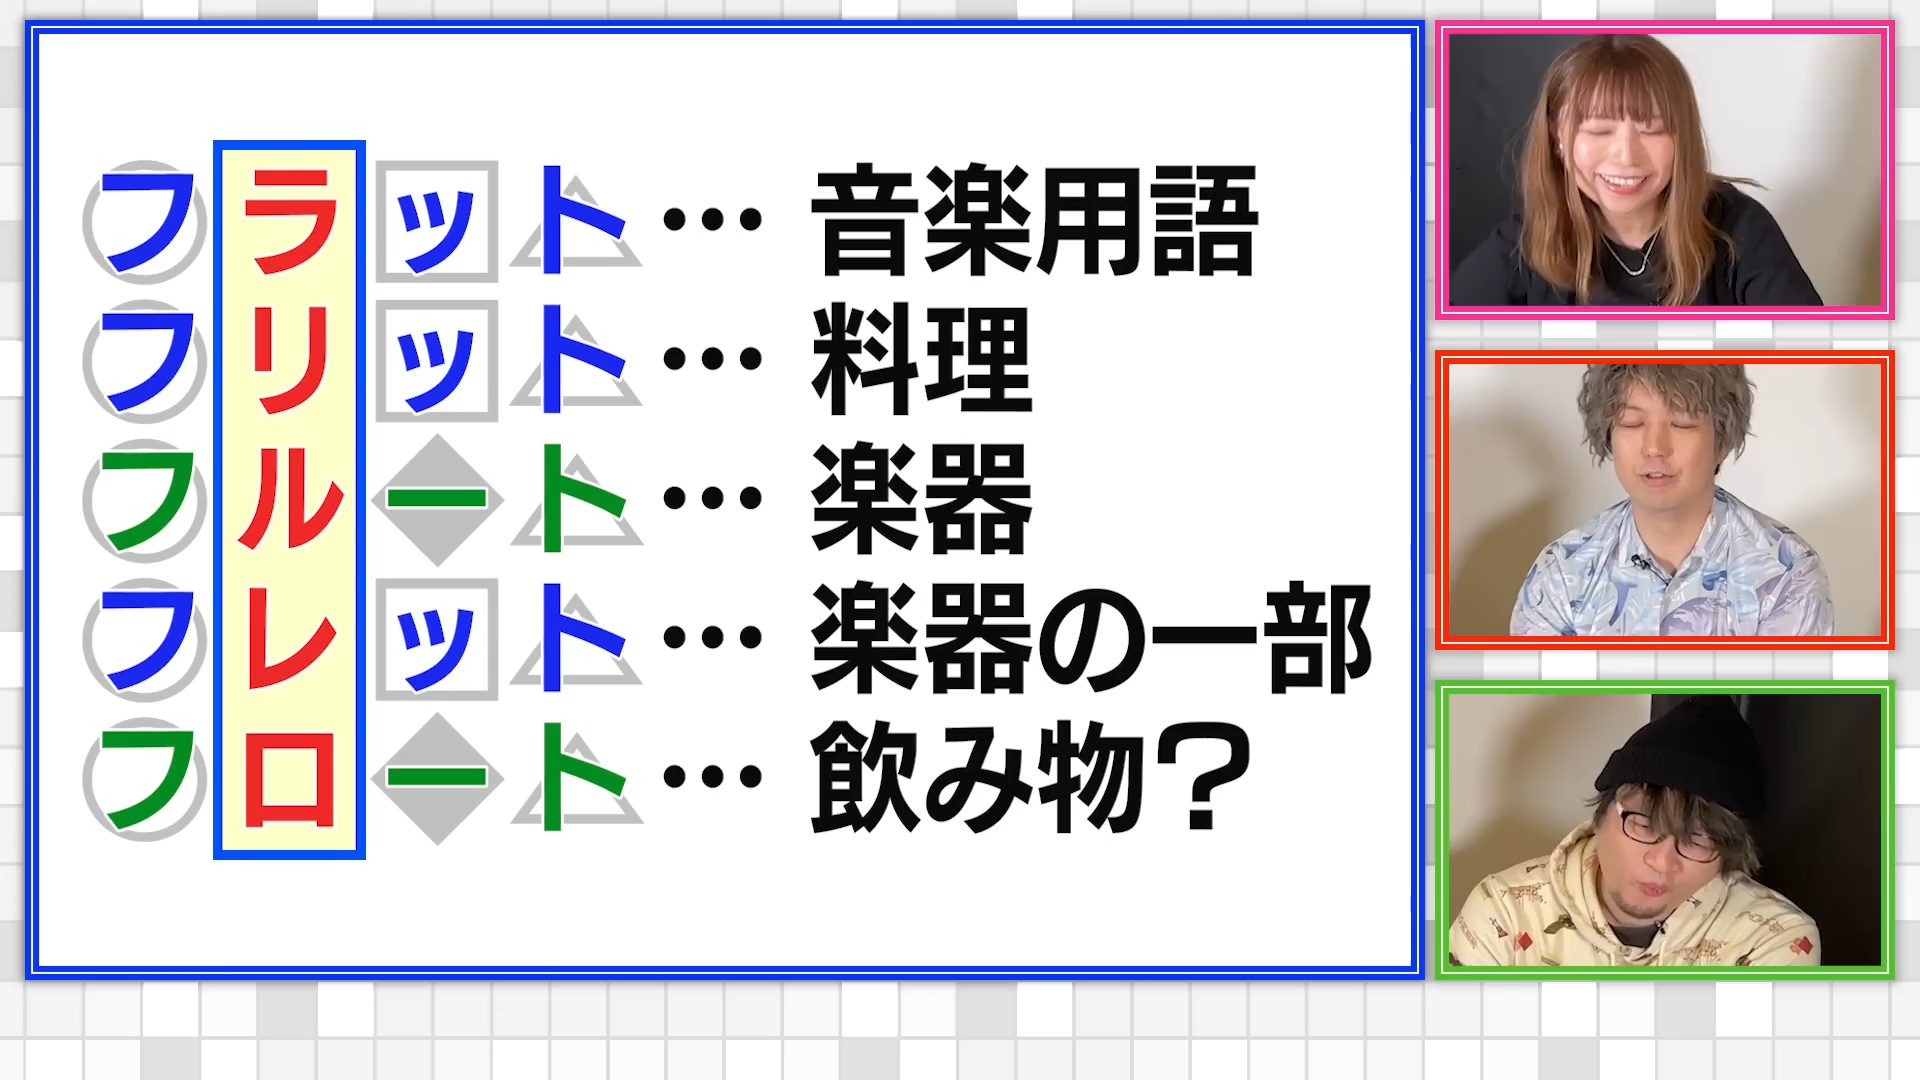 フラット…音楽用語
フリット…料理
フルート…楽器
フレット…楽器の一部
フロート…飲み物?